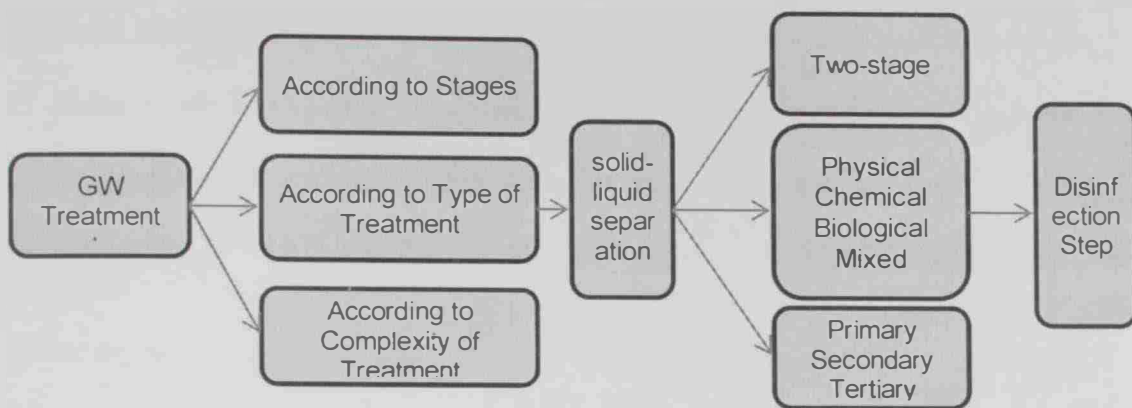 GW
Treatment
According to Stages
According to Type of
Treatment
According to
Complexity of
Treatment
solid-
liquid
separ
ation
Two-stage
Physical
Chemical
Biological
Mixed
Primary
Secondary
Tertiary
Disinf
ection
Step